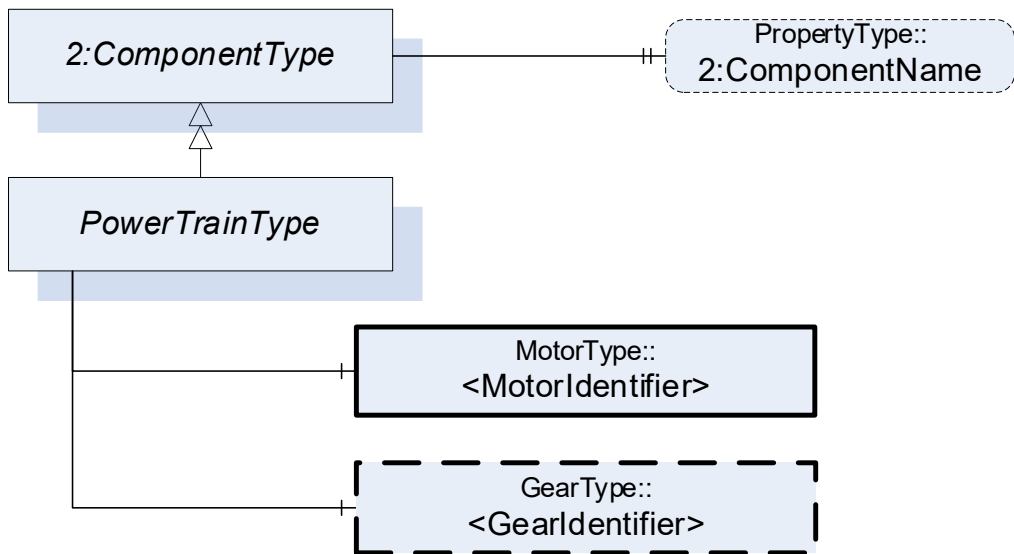 2:ComponentType
PropertyType::
2:ComponentName
PowerTrainType
MotorType::
<MotorIdentifier>
GearType::
<GearIdentifier>